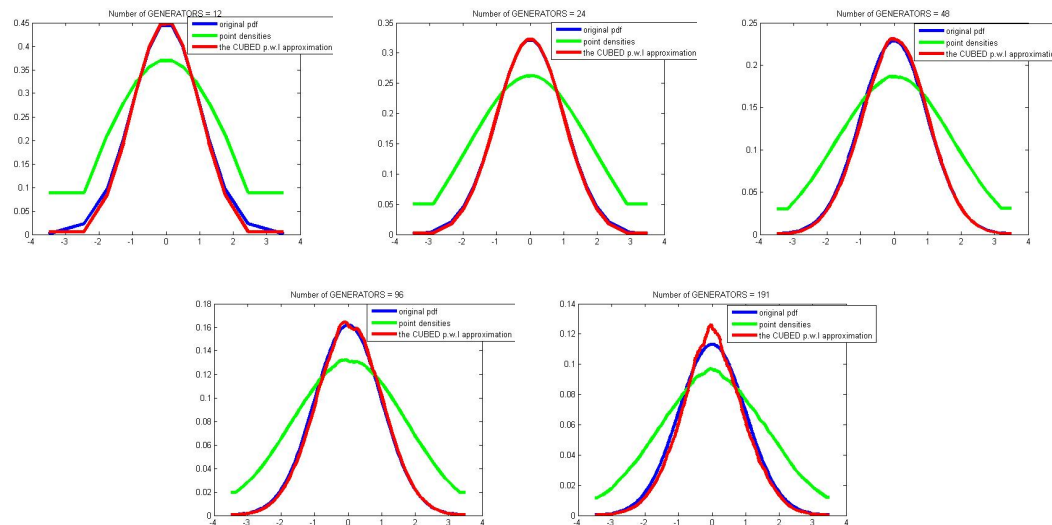 Number of GENERATORS = 12
original pdf
point densities
the CUBED p.w.l approximation
0.45
0.4
0.35
0.3
0.25
0.2
0.15
0.1
0.05
0
-4 -3 -2 -1 0 1 2 3 4
Number of GENERATORS = 24
original pdf
point densities
the CUBED p.w.l approximation
0.35
0.3
0.25
0.2
0.15
0.1
0.05
0
-4 -3 -2 -1 0 1 2 3 4
Number of GENERATORS = 48
original pdf
point densities
the CUBED p.w.l approximation
0.25
0.2
0.15
0.1
0.05
0
-4 -3 -2 -1 0 1 2 3 4
Number of GENERATORS = 96
original pdf
point densities
the CUBED p.w.l approximation
0.18
0.16
0.14
0.12
0.1
0.08
0.06
0.04
0.02
0
-4 -3 -2 -1 0 1 2 3 4
Number of GENERATORS = 191
original pdf
point densities
the CUBED p.w.l approximation
0.14
0.12
0.1
0.08
0.06
0.04
0.02
0
-4 -3 -2 -1 0 1 2 3 4